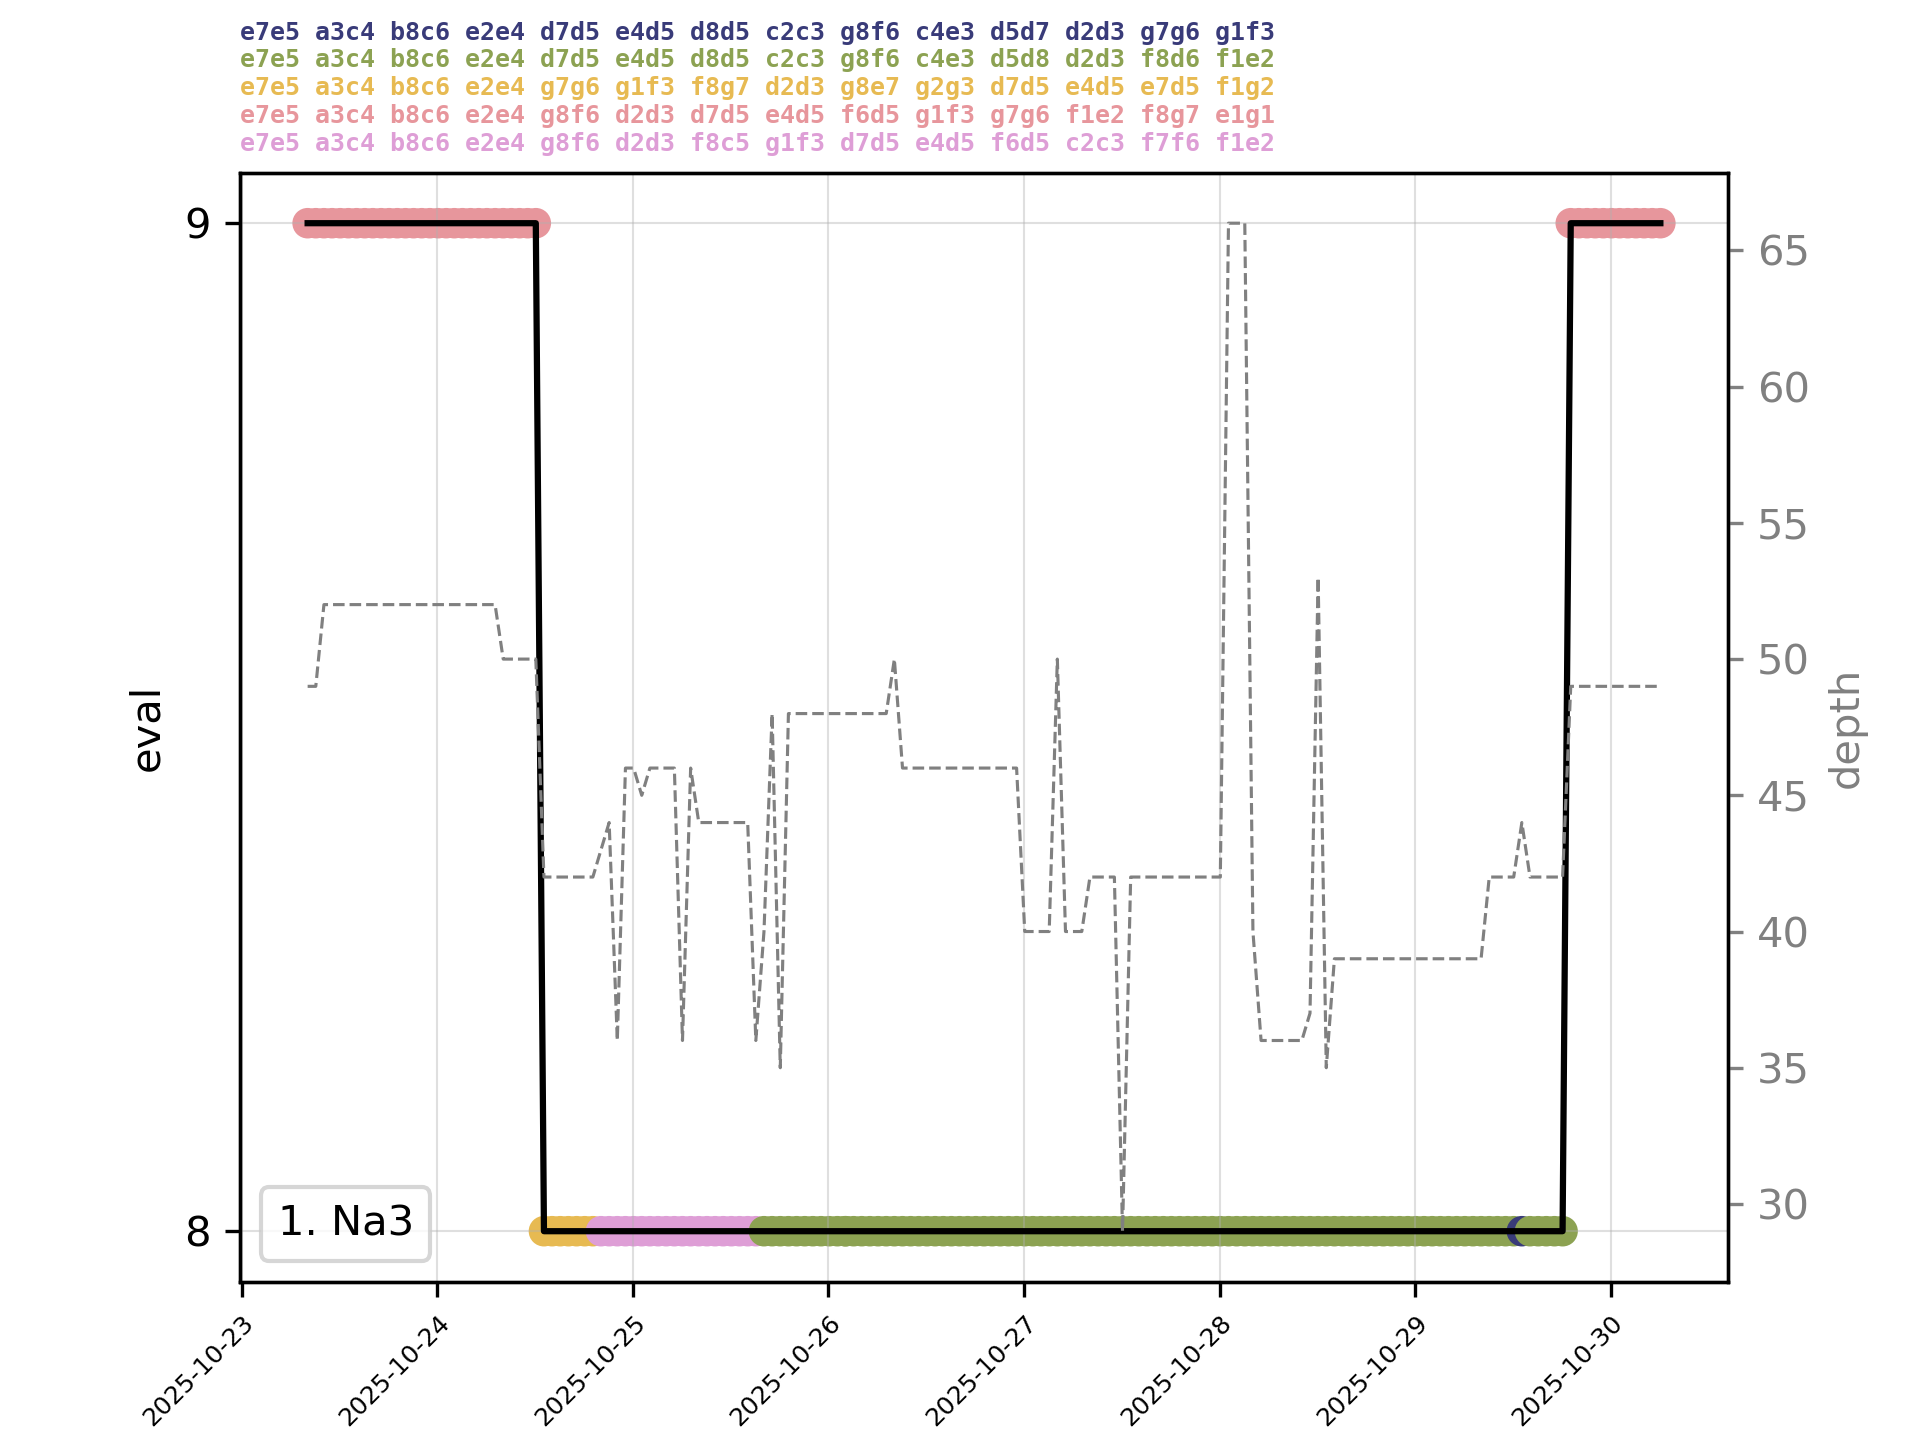 e7e5 a3c4 b8c6 e2e4 d7d5 e4d5 d8d5 c2c3 g8f6 c4e3 d5d7 d2d3 g7g6 g1f3
e7e5 a3c4 b8c6 e2e4 d7d5 e4d5 d8d5 c2c3 g8f6 c4e3 d5d8 d2d3 f8d6 f1e2
e7e5 a3c4 b8c6 e2e4 g7g6 g1f3 f8g7 d2d3 g8e7 g2g3 d7d5 e4d5 e7d5 f1g2
e7e5 a3c4 b8c6 e2e4 g8f6 d2d3 d7d5 e4d5 f6d5 g1f3 g7g6 f1e2 f8g7 e1g1
e7e5 a3c4 b8c6 e2e4 g8f6 d2d3 f8c5 g1f3 d7d5 e4d5 f6d5 c2c3 f7f6 f1e2
9
8
eval
1. Na3
65
60
55
50
45
40
35
30
depth
2025-10-23
2025-10-24
2025-10-25
2025-10-26
2025-10-27
2025-10-28
2025-10-29
2025-10-30